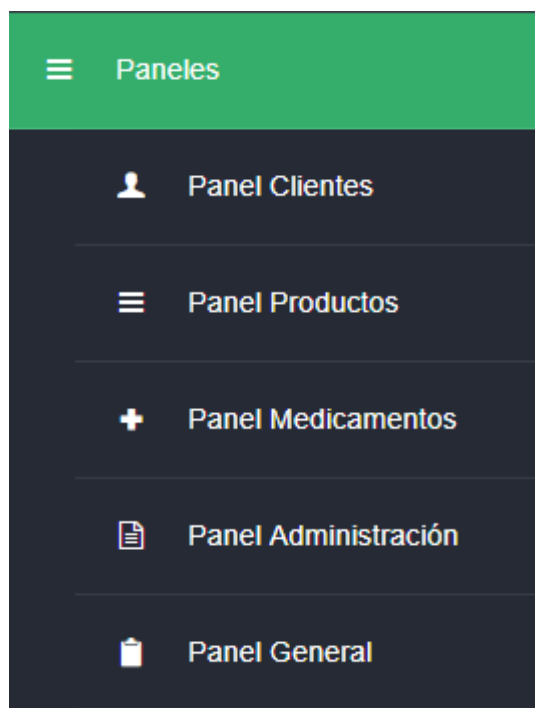 Paneles
Panel Clientes
Panel Productos
Panel Medicamentos
Panel Administración
Panel General